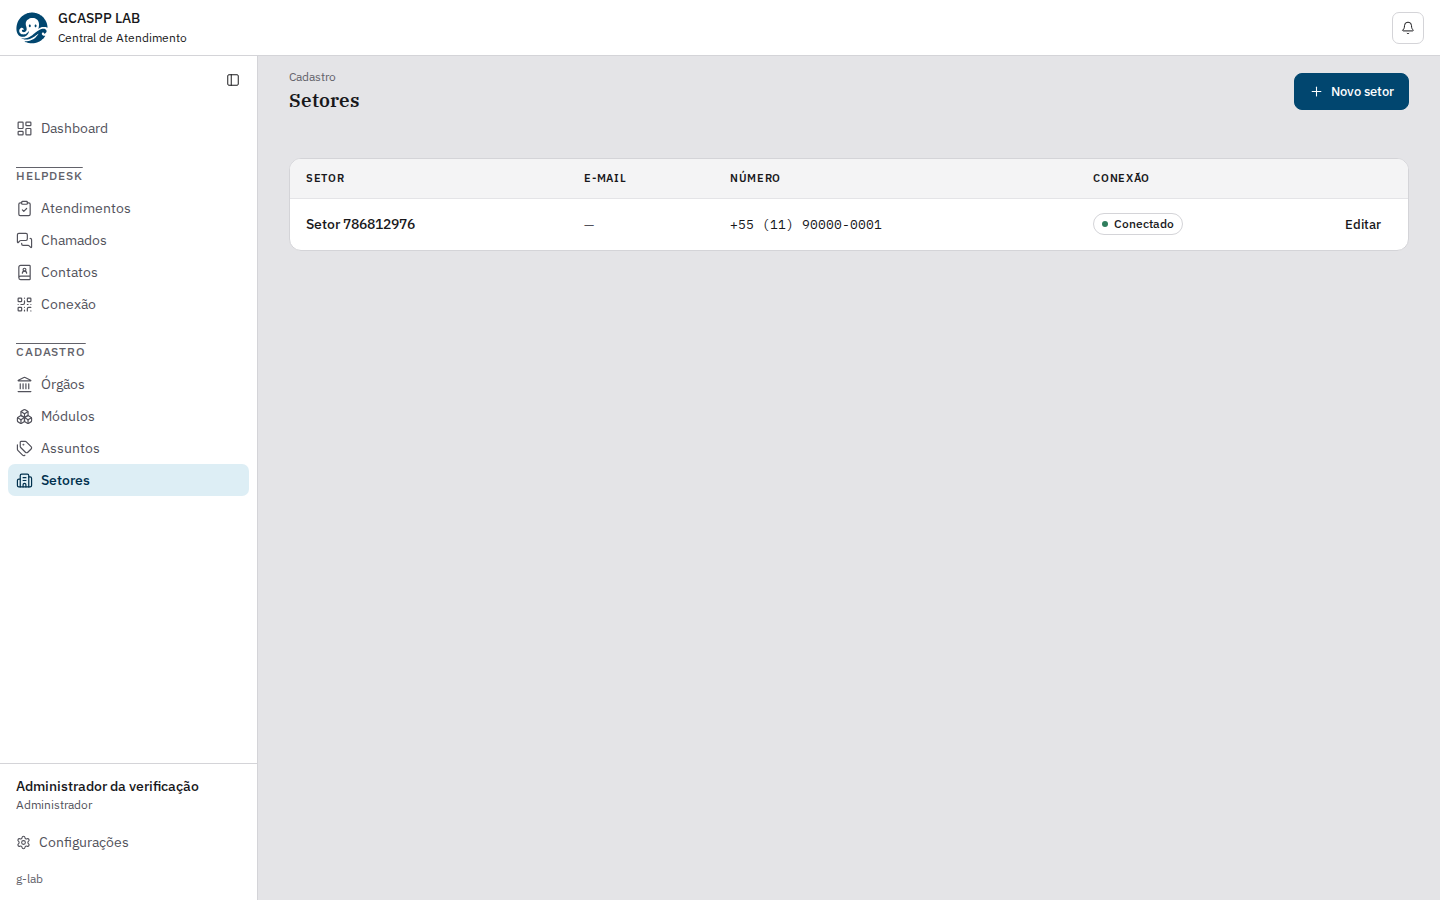 GCASPP LAB
Central de Atendimento
Dashboard
HELPDESK
Atendimentos
Chamados
Contatos
Conexão
CADASTRO
Órgãos
Módulos
Assuntos
Setores
Administrador da verificação
Administrador
Configurações
g-lab
Cadastro
Setores
Novo setor
SETOR E-MAIL NÚMERO CONEXÃO
Setor 786812976 — +55 (11) 90000-0001 Conectado Editar